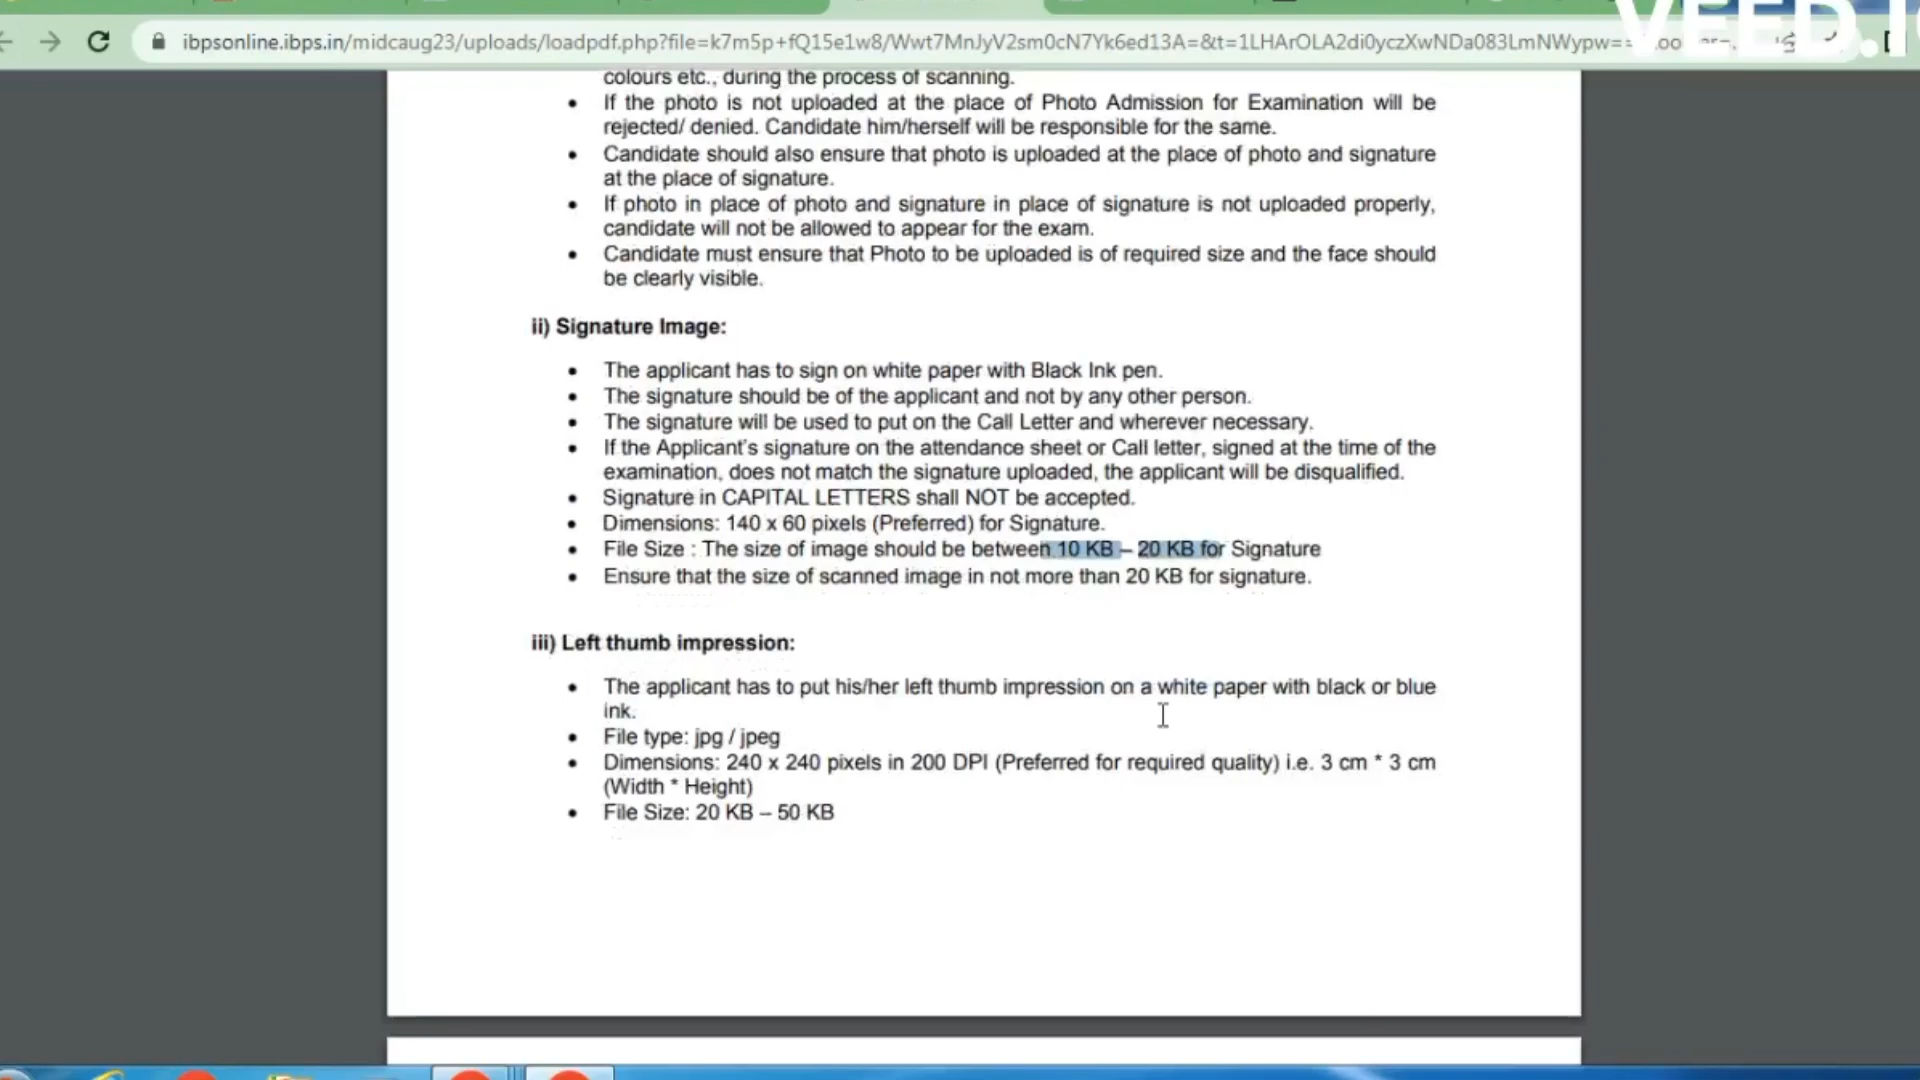 VEED.I
ibpsonline.ibps.in/midcaug23/uploads/loadpdf.php?file=k7m5p+fQ15e1w8/Wwt7MnJyV2sm0cN7Yk6ed13A=&t=1LHArOLA2di0yczXwNDa083LmNWypw==
colours etc., during the process of scanning.
• If the photo is not uploaded at the place of Photo Admission for Examination will be
rejected/ denied. Candidate him/herself will be responsible for the same.
• Candidate should also ensure that photo is uploaded at the place of photo and signature
at the place of signature.
• If photo in place of photo and signature in place of signature is not uploaded properly,
candidate will not be allowed to appear for the exam.
• Candidate must ensure that Photo to be uploaded is of required size and the face should
be clearly visible.
ii) Signature Image:
• The applicant has to sign on white paper with Black Ink pen.
• The signature should be of the applicant and not by any other person.
• The signature will be used to put on the Call Letter and wherever necessary.
• If the Applicant's signature on the attendance sheet or Call letter, signed at the time of the
examination, does not match the signature uploaded, the applicant will be disqualified.
• Signature in CAPITAL LETTERS shall NOT be accepted.
• Dimensions: 140 x 60 pixels (Preferred) for Signature.
• File Size : The size of image should be between 10 KB – 20 KB for Signature
• Ensure that the size of scanned image in not more than 20 KB for signature.
iii) Left thumb impression:
• The applicant has to put his/her left thumb impression on a white paper with black or blue
ink.
• File type: jpg / jpeg
• Dimensions: 240 x 240 pixels in 200 DPI (Preferred for required quality) i.e. 3 cm * 3 cm
(Width * Height)
• File Size: 20 KB – 50 KB